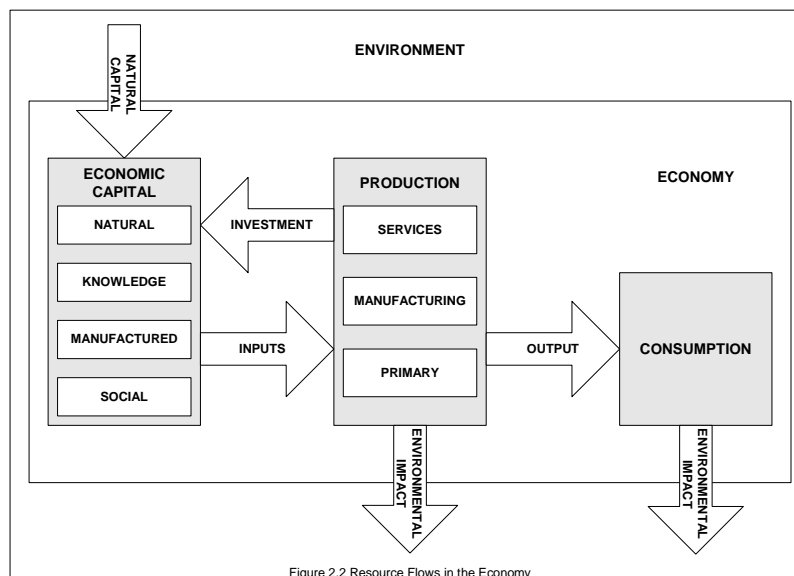 ENVIRONMENT
NATURAL
CAPITAL
ECONOMY
ECONOMIC
CAPITAL
NATURAL
KNOWLEDGE
MANUFACTURED
SOCIAL
INVESTMENT
INPUTS
PRODUCTION
SERVICES
MANUFACTURING
PRIMARY
OUTPUT
CONSUMPTION
ENVIRONMENTAL
IMPACT
ENVIRONMENTAL
IMPACT
Figure 2.2 Resource Flows in the Economy